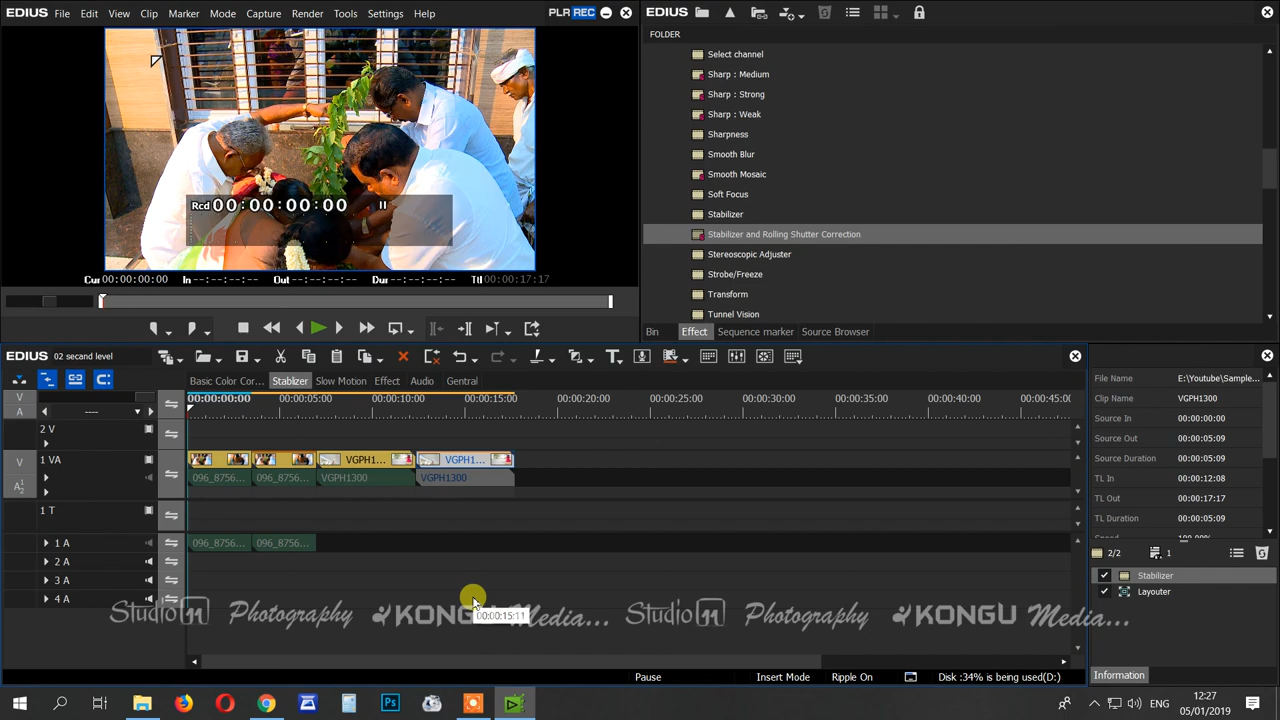 EDIUS File Edit View Clip Marker Mode Capture Render Tools Settings Help PLR REC
Rcd 00:00:00:00 II
Cur 00:00:00:00 In --:--:--:-- Out --:--:--:-- Dur --:--:--:-- Ttl 00:00:17:17
EDIUS
FOLDER
Select channel
Sharp : Medium
Sharp : Strong
Sharp : Weak
Sharpness
Smooth Blur
Smooth Mosaic
Soft Focus
Stabilizer
Stabilizer and Rolling Shutter Correction
Stereoscopic Adjuster
Strobe/Freeze
Transform
Tunnel Vision
Bin Effect Sequence marker Source Browser
EDIUS 02 second level
Basic Color Cor... Stablizer Slow Motion Effect Audio Gentral
V
A ----
00:00:00:00 00:00:05:00 00:00:10:00 00:00:15:00 00:00:20:00 00:00:25:00 00:00:30:00 00:00:35:00 00:00:40:00 00:00:45:00
2 V
V 1 VA VGPH1... VGPH1...
A1 096_8756... 096_8756... VGPH1300 VGPH1300
1 T
1 A 096_8756... 096_8756...
2 A
3 A
4 A
00:00:15:11
Studio 11 Photography KONGU Media... Studio 11 Photography KONGU Media...
Pause Insert Mode Ripple On Disk :34% is being used(D:)
File Name E:\Youtube\Sample...
Clip Name VGPH1300
Source In 00:00:00:00
Source Out 00:00:05:09
Source Duration 00:00:05:09
TL In 00:00:12:08
TL Out 00:00:17:17
TL Duration 00:00:05:09
2/2 1
Stabilizer
Layouter
Information
Ps ENG 12:27
05/01/2019